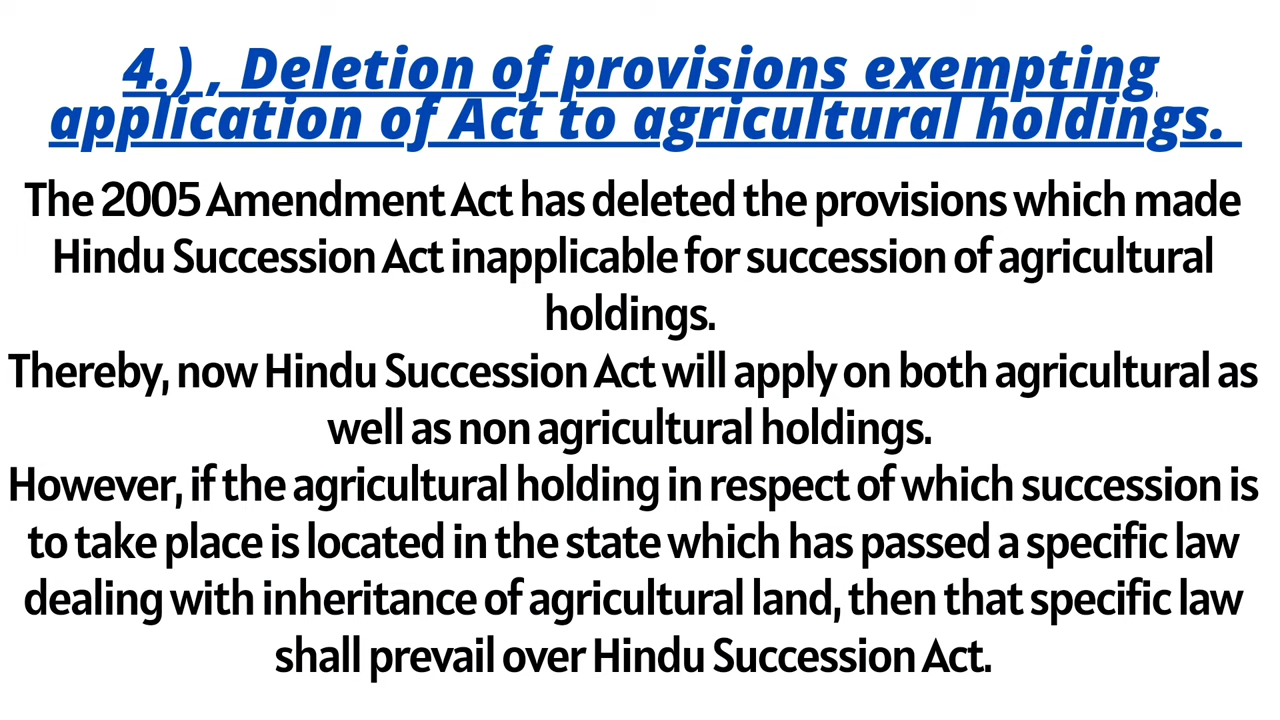 4.) , Deletion of provisions exempting
application of Act to agricultural holdings.
The 2005 Amendment Act has deleted the provisions which made
Hindu Succession Act inapplicable for succession of agricultural
holdings.
Thereby, now Hindu Succession Act will apply on both agricultural as
well as non agricultural holdings.
However, if the agricultural holding in respect of which succession is
to take place is located in the state which has passed a specific law
dealing with inheritance of agricultural land, then that specific law
shall prevail over Hindu Succession Act.